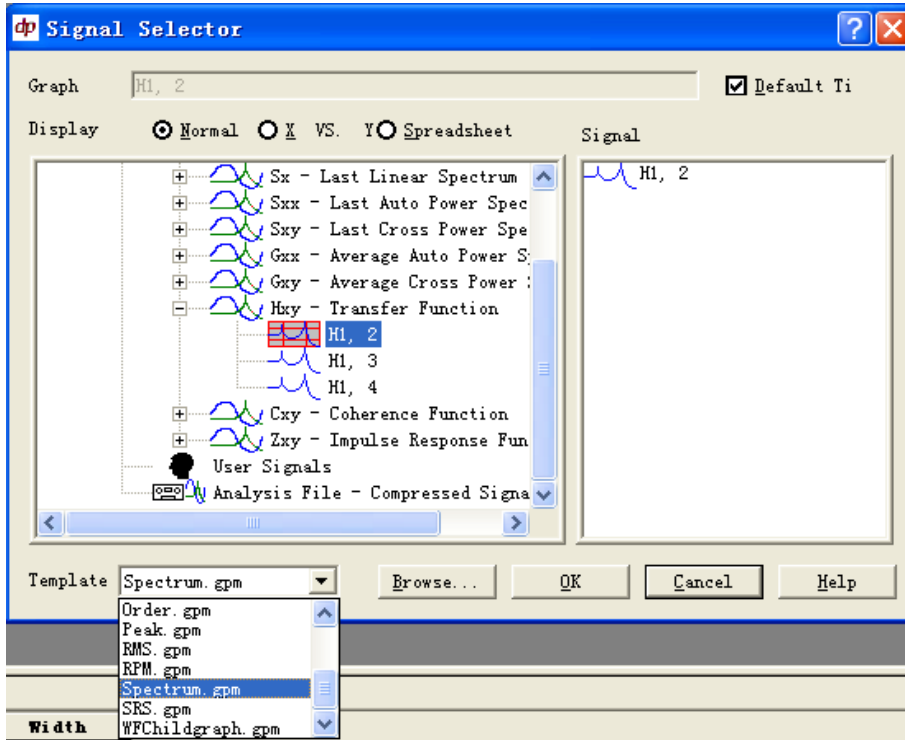 dp Signal Selector
Graph H1, 2 Default Ti
Display Normal X VS. Y Spreadsheet Signal
Sx - Last Linear Spectrum
Sxx - Last Auto Power Spec
Sxy - Last Cross Power Spe
Gxx - Average Auto Power S
Gxy - Average Cross Power
Hxy - Transfer Function
H1, 2
H1, 3
H1, 4
Cxy - Coherence Function
Zxy - Impulse Response Fun
User Signals
Analysis File - Compressed Signa
H1, 2
Template Spectrum.gpm Browse... OK Cancel Help
Order.gpm
Peak.gpm
RMS.gpm
RPM.gpm
Spectrum.gpm
SRS.gpm
WFChildgraph.gpm
Width